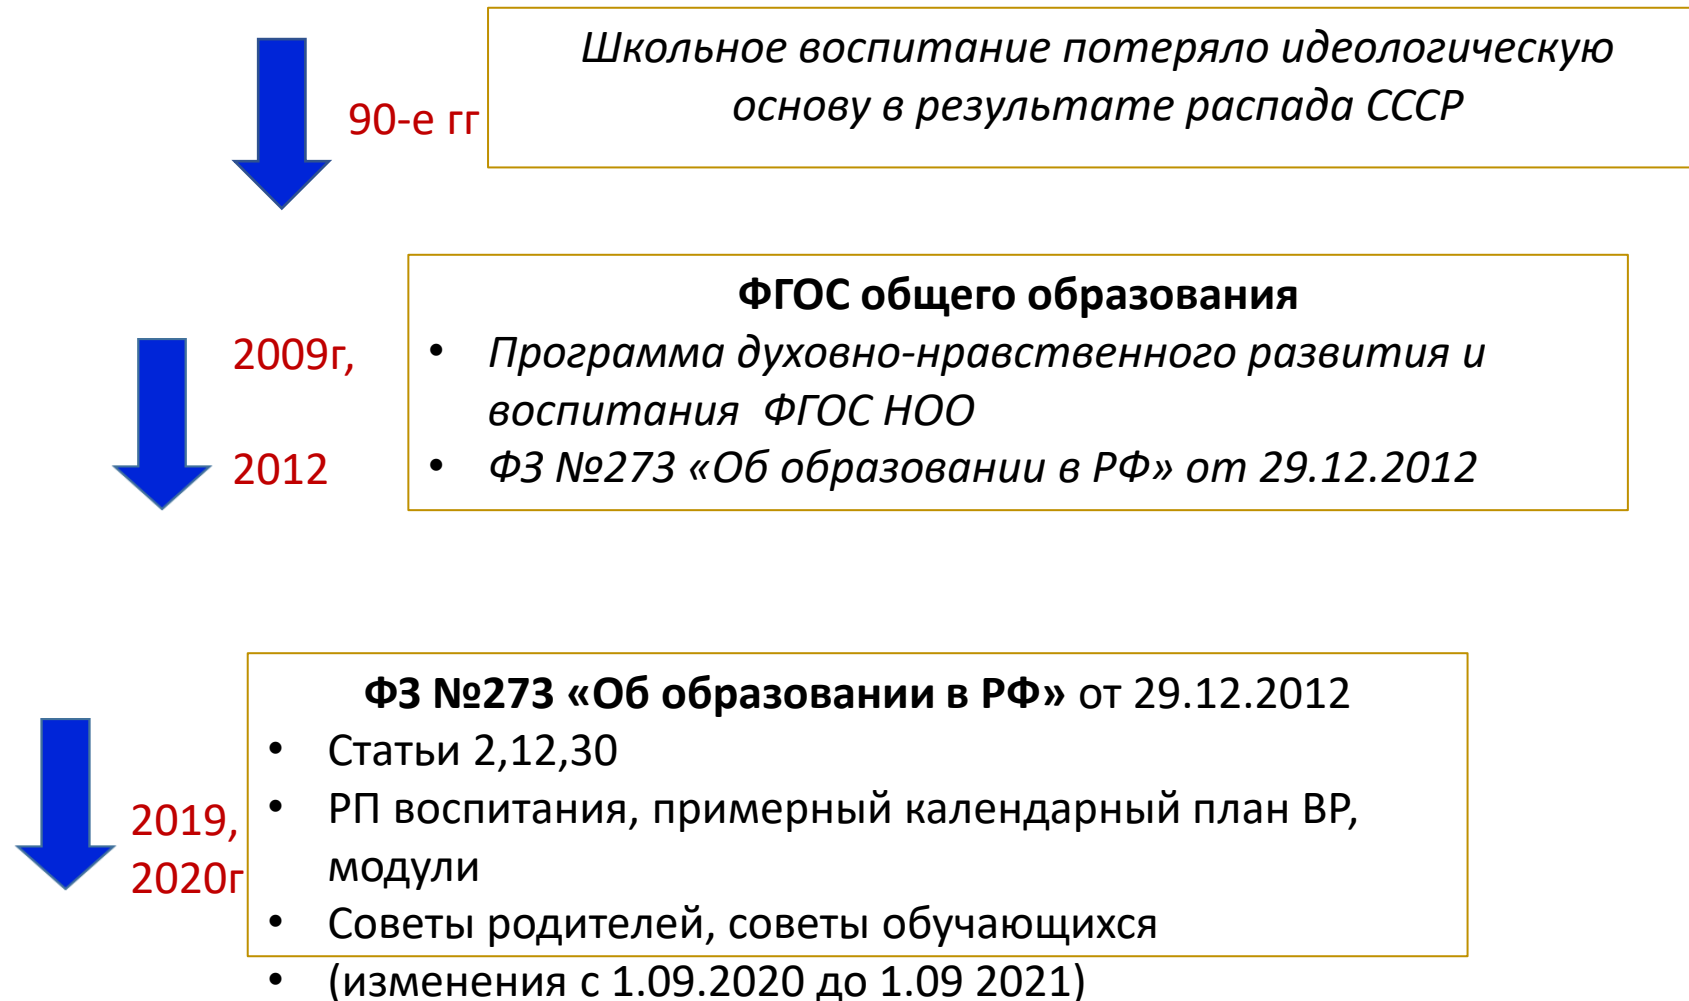 Школьное воспитание потеряло идеологическую
основу в результате распада СССР
90-е гг
ФГОС общего образования
2009г,
• Программа духовно-нравственного развития и
воспитания ФГОС НОО
2012
• ФЗ №273 «Об образовании в РФ» от 29.12.2012
ФЗ №273 «Об образовании в РФ» от 29.12.2012
• Статьи 2,12,30
2019,
2020г
• РП воспитания, примерный календарный план ВР,
модули
• Советы родителей, советы обучающихся
• (изменения с 1.09.2020 до 1.09 2021)